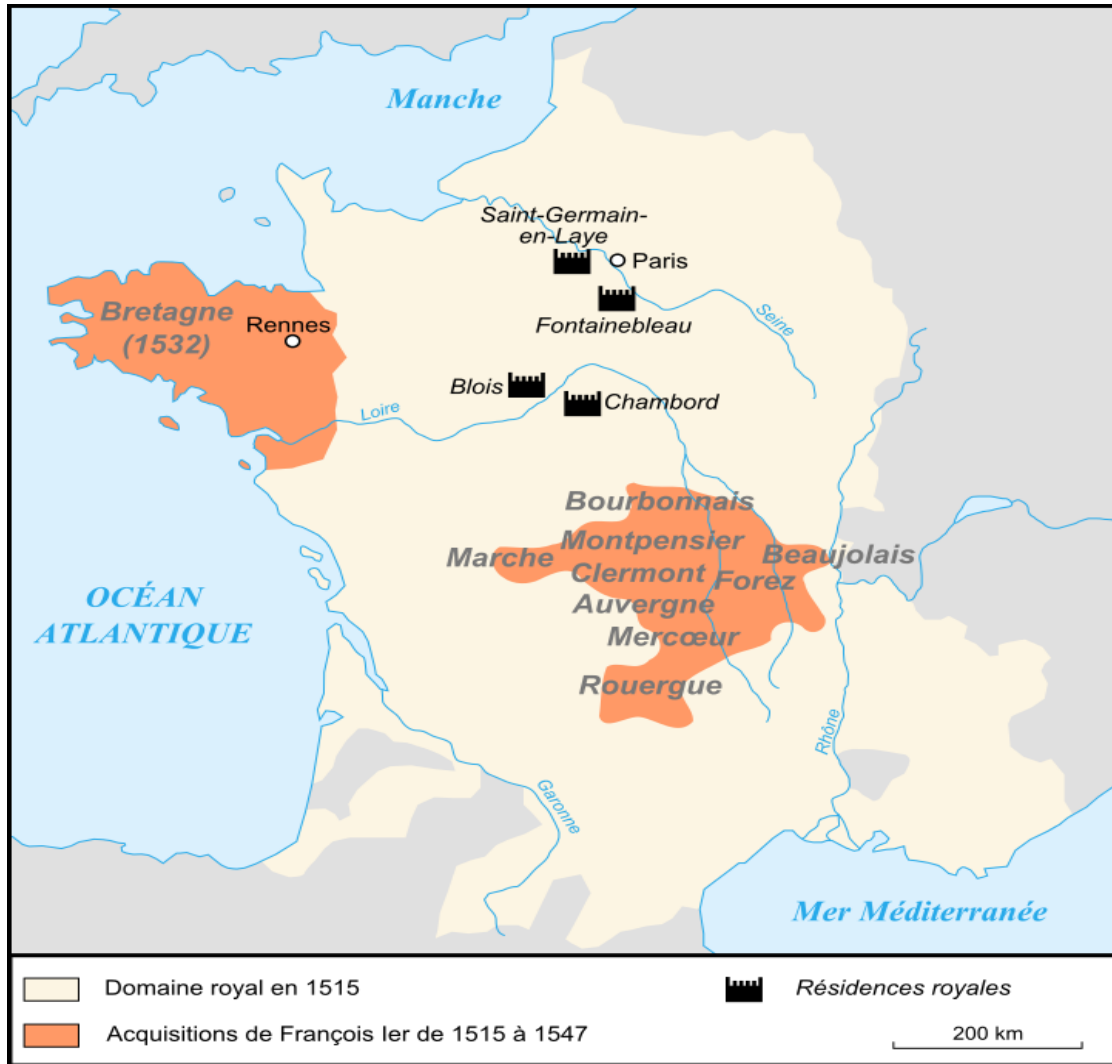 Manche
Saint-Germain-
en-Laye
Paris
Fontainebleau
Seine
Bretagne
(1532)
Rennes
Blois
Chambord
Loire
Bourbonnais
Montpensier
Marche
Beaujolais
Clermont
Forez
Auvergne
Mercœur
Rouergue
OCÉAN
ATLANTIQUE
Rhône
Garonne
Mer Méditerranée
Domaine royal en 1515
Résidences royales
Acquisitions de François Ier de 1515 à 1547
200 km